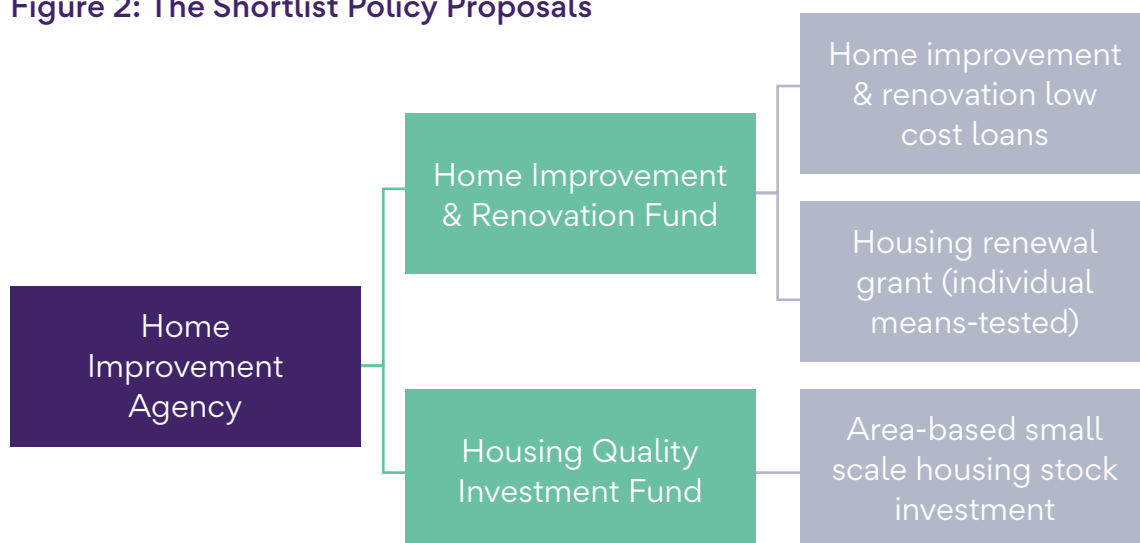 Figure 2: The Shortlist Policy Proposals
Home
Improvement
Agency
Home Improvement
& Renovation Fund
Housing Quality
Investment Fund
Home improvement
& renovation low
cost loans
Housing renewal
grant (individual
means-tested)
Area-based small
scale housing stock
investment